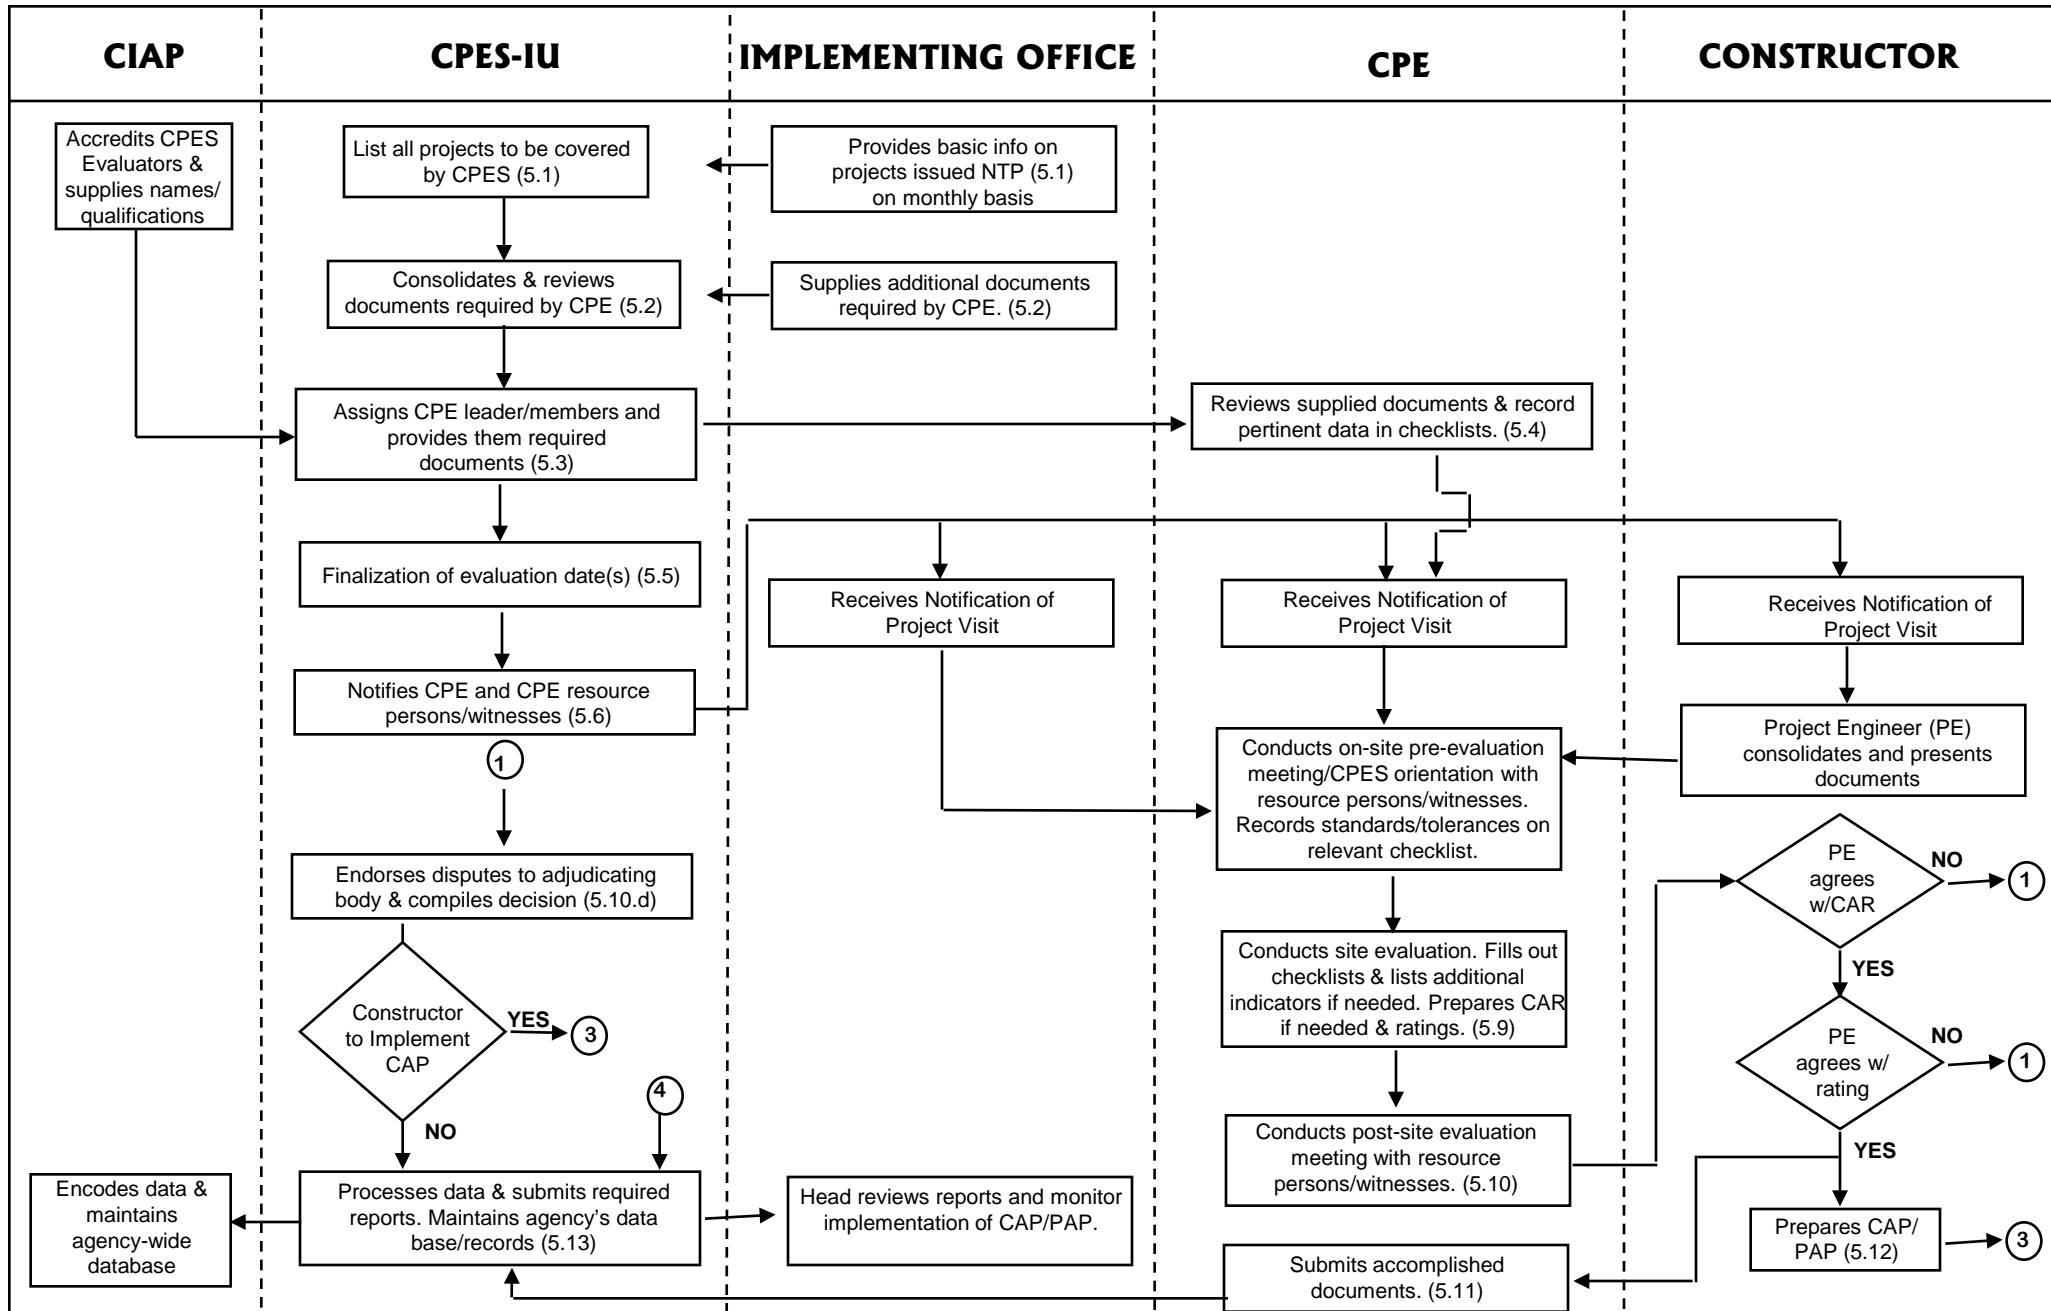 CIAP
CPES-IU
IMPLEMENTING OFFICE
CPE
CONSTRUCTOR
Accredits CPES
Evaluators &
supplies names/
qualifications
List all projects to be covered
by CPES (5.1)
Provides basic info on
projects issued NTP (5.1)
on monthly basis
Consolidates & reviews
documents required by CPE (5.2)
Supplies additional documents
required by CPE. (5.2)
Assigns CPE leader/members and
provides them required
documents (5.3)
Reviews supplied documents & record
pertinent data in checklists. (5.4)
Finalization of evaluation date(s) (5.5)
Receives Notification of
Project Visit
Receives Notification of
Project Visit
Receives Notification of
Project Visit
Notifies CPE and CPE resource
persons/witnesses (5.6)
Project Engineer (PE)
consolidates and presents
documents
1
Conducts on-site pre-evaluation
meeting/CPES orientation with
resource persons/witnesses.
Records standards/tolerances on
relevant checklist.
Endorses disputes to adjudicating
body & compiles decision (5.10.d)
PE
agrees
w/CAR
NO
1
YES
Conducts site evaluation. Fills out
checklists & lists additional
indicators if needed. Prepares CAR
if needed & ratings. (5.9)
Constructor
to Implement
CAP
YES
3
PE
agrees w/
rating
NO
1
YES
4
NO
Conducts post-site evaluation
meeting with resource
persons/witnesses. (5.10)
Encodes data &
maintains
agency-wide
database
Processes data & submits required
reports. Maintains agency's data
base/records (5.13)
Head reviews reports and monitor
implementation of CAP/PAP.
Prepares CAP/
PAP (5.12)
3
Submits accomplished
documents. (5.11)